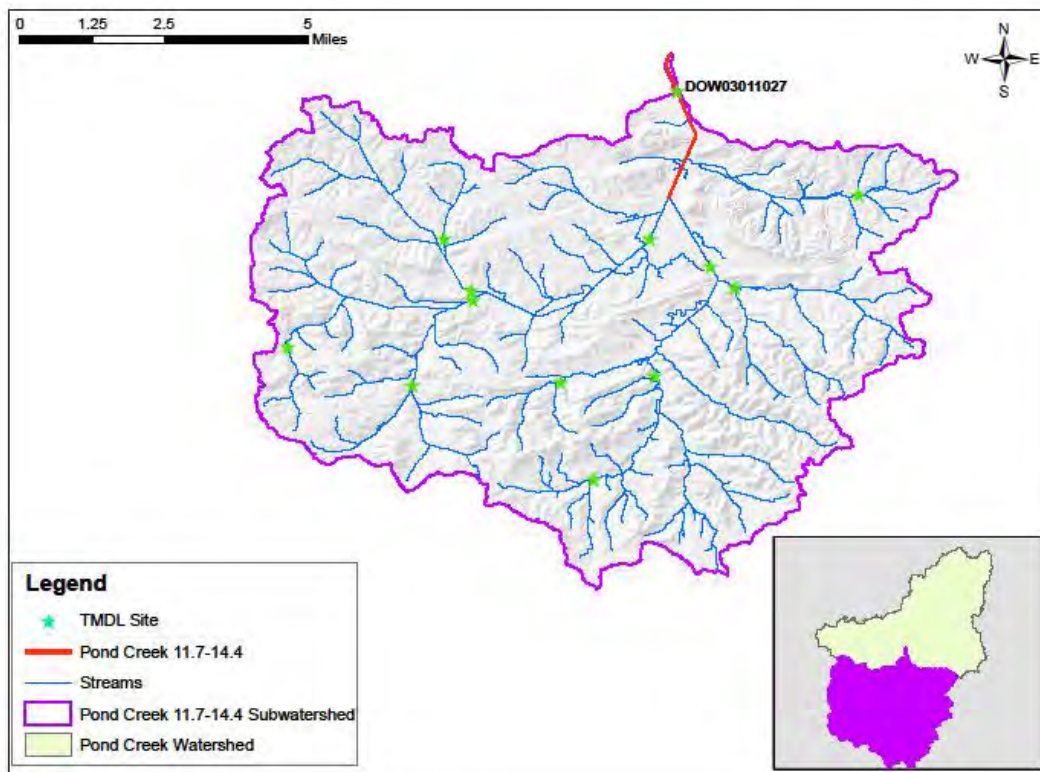 0 1.25 2.5 5
Miles
N
W E
S
DOW03011027
Legend
TMDL Site
Pond Creek 11.7-14.4
Streams
Pond Creek 11.7-14.4 Subwatershed
Pond Creek Watershed